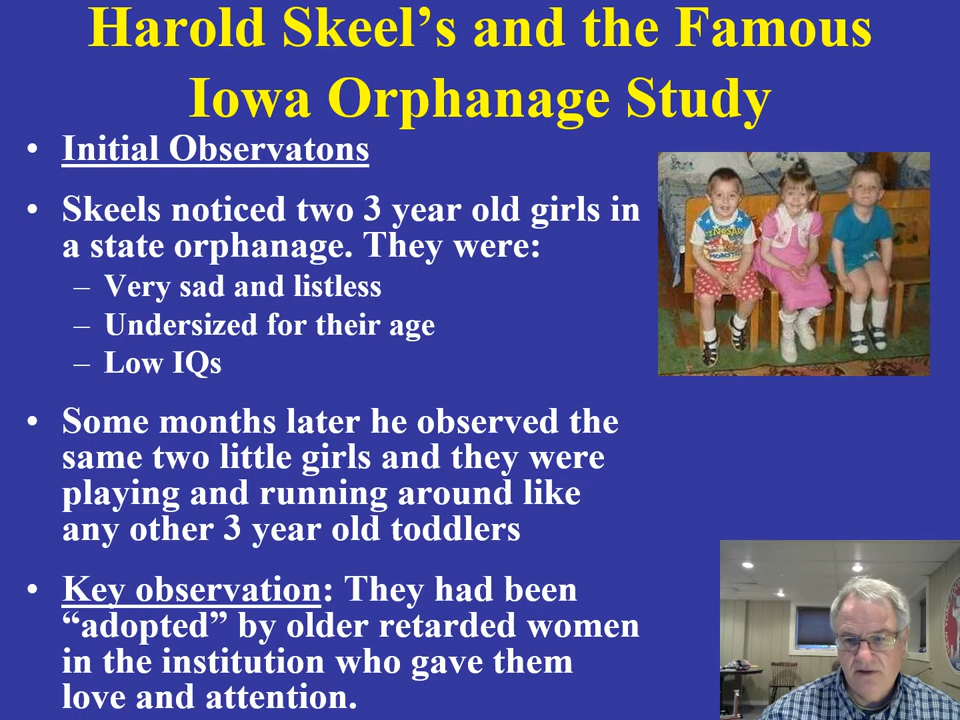 Harold Skeel's and the Famous
Iowa Orphanage Study
• Initial Observatons
• Skeels noticed two 3 year old girls in
a state orphanage. They were:
– Very sad and listless
– Undersized for their age
– Low IQs
• Some months later he observed the
same two little girls and they were
playing and running around like
any other 3 year old toddlers
• Key observation: They had been
“adopted” by older retarded women
in the institution who gave them
love and attention.